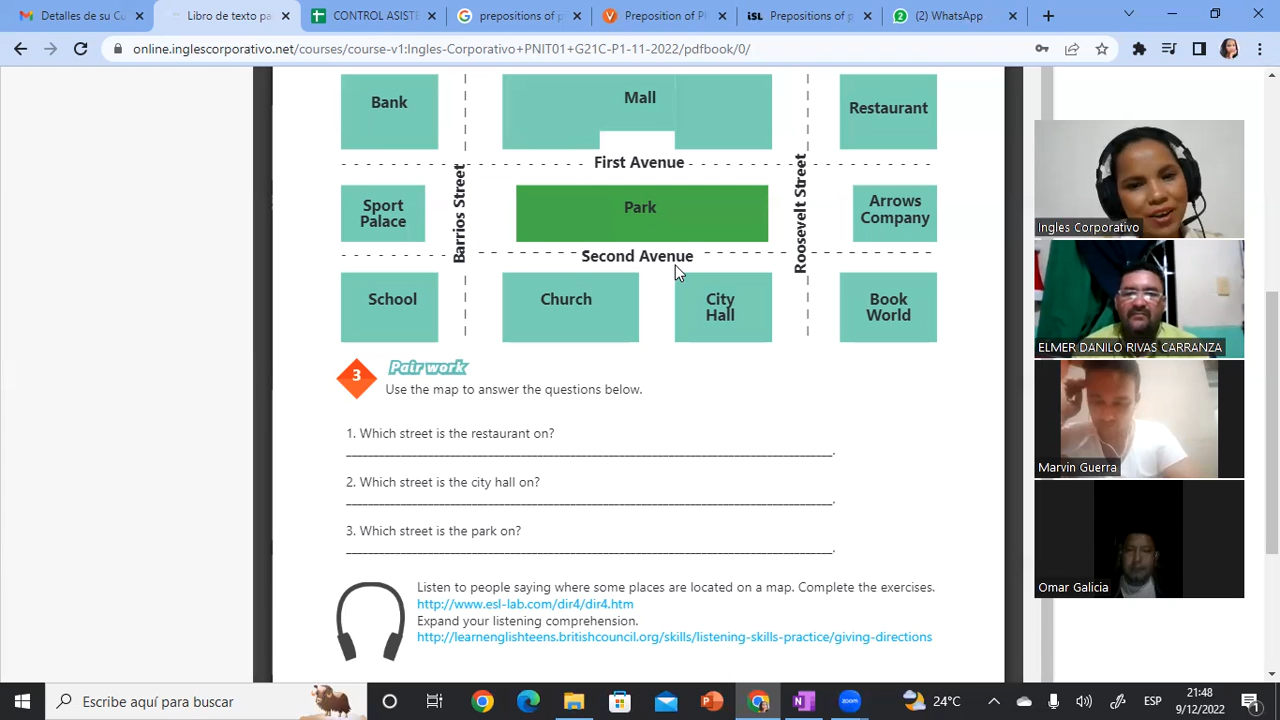 Detalles de su Cu
Libro de texto pa
CONTROL ASISTE
prepositions of p
Preposition of Pl
iSL
Prepositions of p
(2) WhatsApp
online.inglescorporativo.net/courses/course-v1:Ingles-Corporativo+PNIT01+G21C-P1-11-2022/pdfbook/0/
Bank
Mall
Restaurant
First Avenue
Barrios Street
Roosevelt Street
Sport
Palace
Park
Arrows
Company
Second Avenue
School
Church
City
Hall
Book
World
3
Pair work
Use the map to answer the questions below.
1. Which street is the restaurant on?
2. Which street is the city hall on?
3. Which street is the park on?
Listen to people saying where some places are located on a map. Complete the exercises.
http://www.esl-lab.com/dir4/dir4.htm
Expand your listening comprehension.
http://learnenglishteens.britishcouncil.org/skills/listening-skills-practice/giving-directions
Ingles Corporativo
ELMER DANILO RIVAS CARRANZA
Marvin Guerra
Omar Galicia
Escribe aquí para buscar
zoom
24°C
ESP
21:48
9/12/2022
1